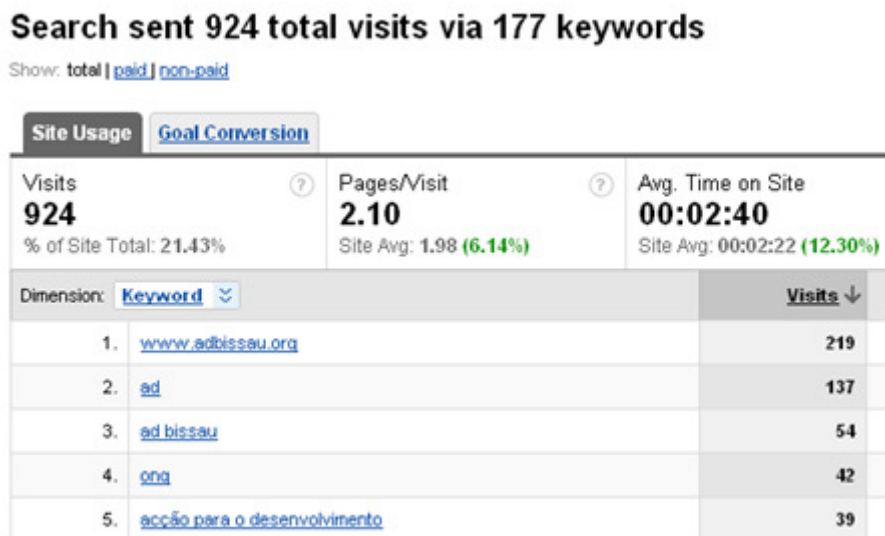 Search sent 924 total visits via 177 keywords
Show: total | paid | non-paid
Site Usage Goal Conversion
Visits ? Pages/Visit ? Avg. Time on Site
924 2.10 00:02:40
% of Site Total: 21.43% Site Avg: 1.98 (6.14%) Site Avg: 00:02:22 (12.30%)
Dimension: Keyword Visits
1. www.adbissau.org 219
2. ad 137
3. ad bissau 54
4. ong 42
5. acção para o desenvolvimento 39